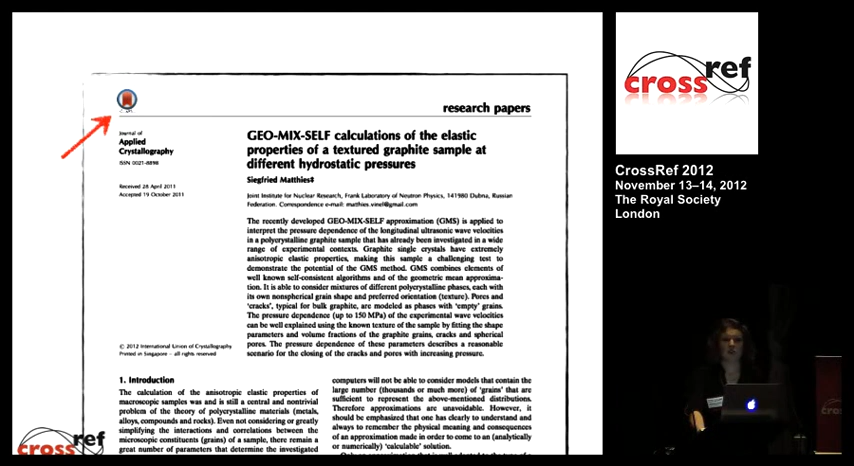 research papers
Journal of
Applied
Crystallography
ISSN 0021-8898
Received 28 April 2011
Accepted 19 October 2011
GEO-MIX-SELF calculations of the elastic
properties of a textured graphite sample at
different hydrostatic pressures
Siegfried Matthies‡
Joint Institute for Nuclear Research, Frank Laboratory of Neutron Physics, 141980 Dubna, Russian
Federation. Correspondence e-mail: matthies.virel@gmail.com
The recently developed GEO-MIX-SELF approximation (GMS) is applied to
interpret the pressure dependence of the longitudinal ultrasonic wave velocities
in a polycrystalline graphite sample that has already been investigated in a wide
range of experimental contexts. Graphite single crystals have extremely
anisotropic elastic properties, making this sample a challenging test to
demonstrate the potential of the GMS method. GMS combines elements of
well known self-consistent algorithms and of the geometric mean approxima-
tion. It is able to consider mixtures of different polycrystalline phases, each with
its own nonspherical grain shape and preferred orientation (texture). Pores and
'cracks', typical for bulk graphite, are modeled as phases with 'empty' grains.
The pressure dependence (up to 150 MPa) of the experimental wave velocities
can be well explained using the known texture of the sample by fitting the shape
parameters and volume fractions of the graphite grains, cracks and spherical
pores. The pressure dependence of these parameters describes a reasonable
scenario for the closing of the cracks and pores with increasing pressure.
© 2012 International Union of Crystallography
Printed in Singapore – all rights reserved
1. Introduction
The calculation of the anisotropic elastic properties of
macroscopic samples was and is still a central and nontrivial
problem of the theory of polycrystalline materials (metals,
alloys, compounds and rocks). Even not considering or greatly
simplifying the interactions and correlations between the
microscopic constituents (grains) of a sample, there remain a
great number of parameters that determine the investigated
computers will not be able to consider models that contain the
large number (thousands or much more) of 'grains' that are
sufficient to represent the above-mentioned distributions.
Therefore approximations are unavoidable. However, it
should be emphasized that one has clearly to understand and
always to remember the physical meaning and consequences
of an approximation made in order to come to an (analytically
or numerically) 'calculable' solution.
crossref
crossref
CrossRef 2012
November 13–14, 2012
The Royal Society
London